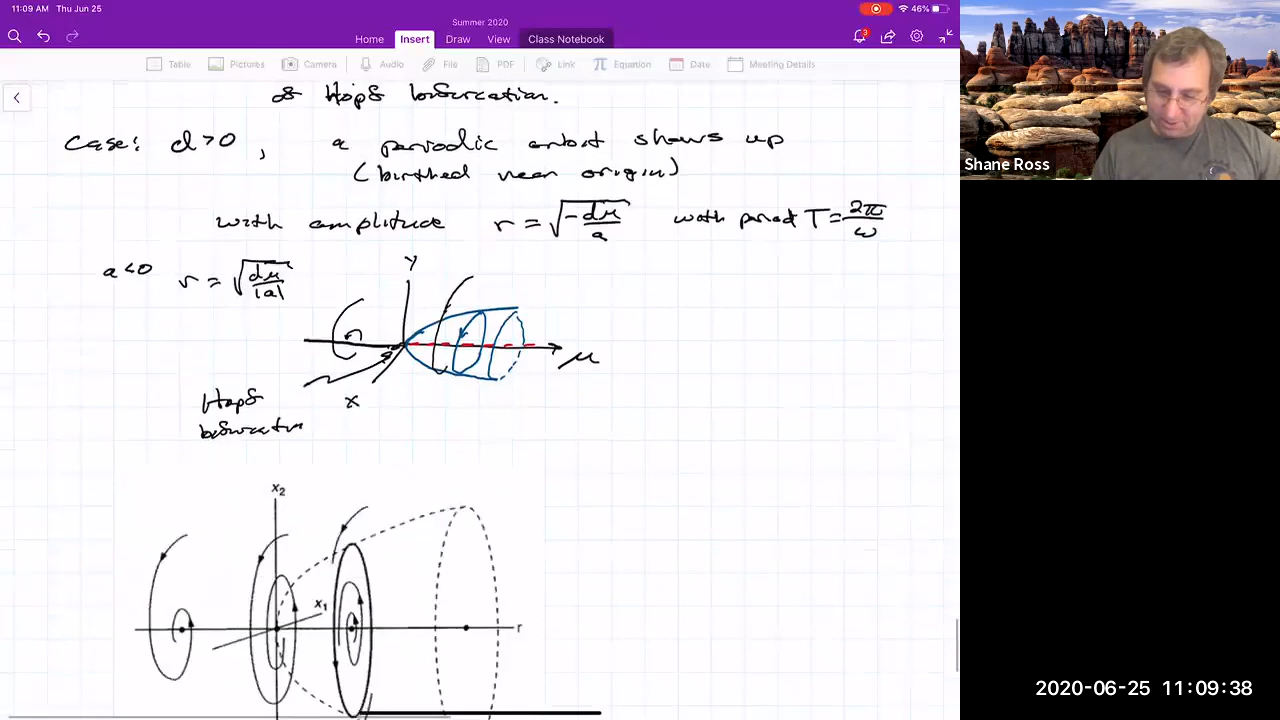 11:09 AM Thu Jun 25
46%
Summer 2020
Home Insert Draw View Class Notebook
3
Table Pictures Camera Audio File PDF Link Equation Date Meeting Details
of Hopf bifurcation.
Case: d>0, a periodic orbit shows up
(birthed near origin)
with amplitude r = √(-dμ/a) with period T = 2π/ω
a<0 r = √(dμ/|a|)
y
μ
x
Hopf
bifurcation
x2
x1
r
Shane Ross
2020-06-25 11:09:38